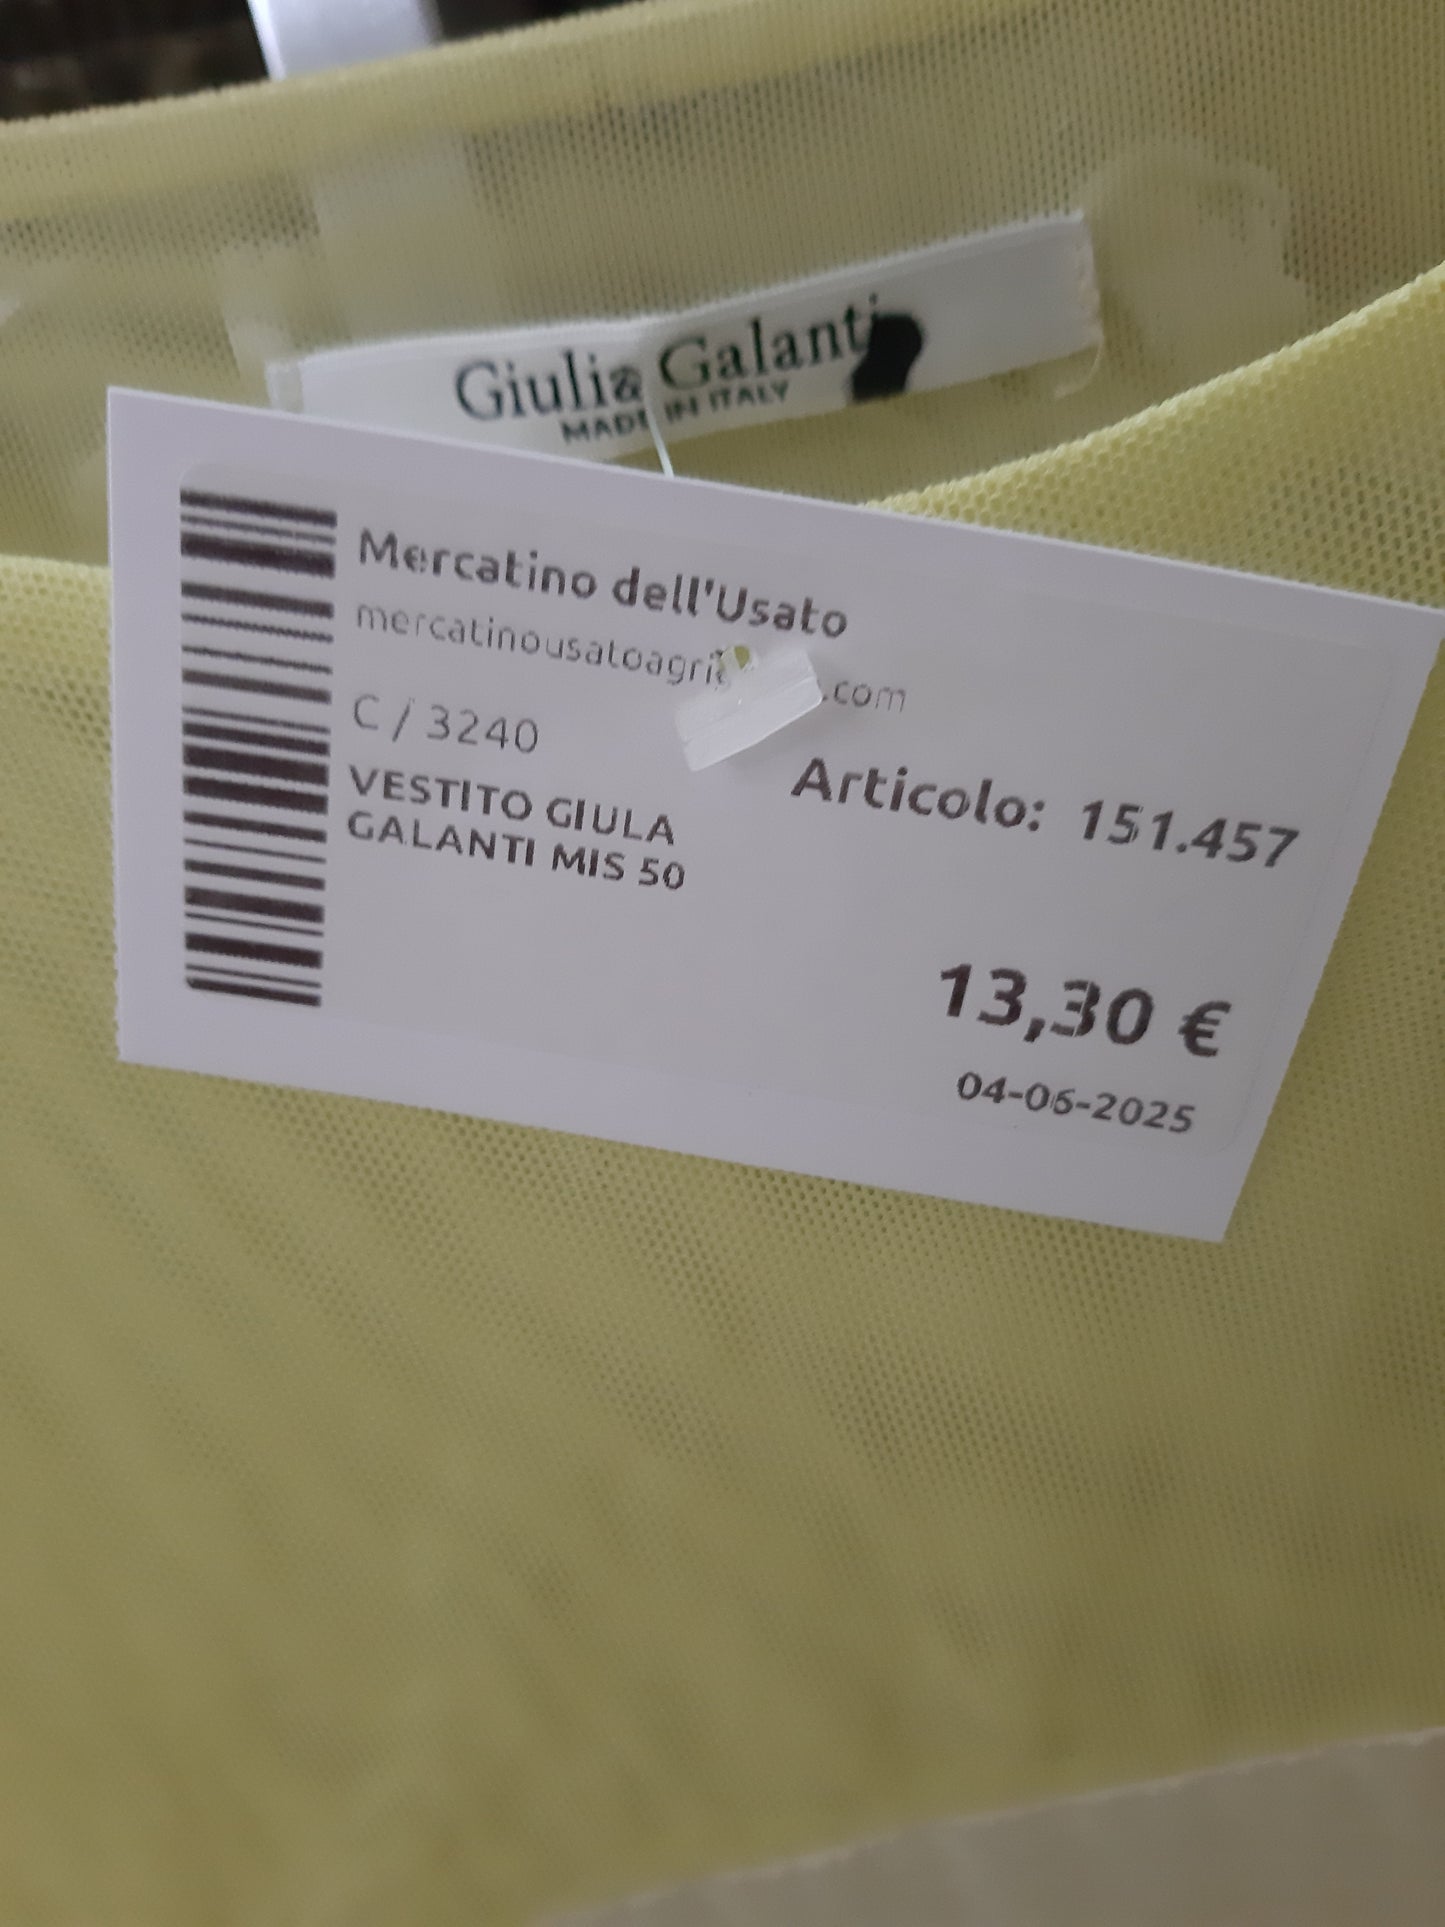 Giulia Galanti
MADE IN ITALY
Mercatino dell'Usato
.com
C / 3240
VESTITO GIULA
GALANTI MIS 50
Articolo: 151.457
13,30 €
04-06-2025